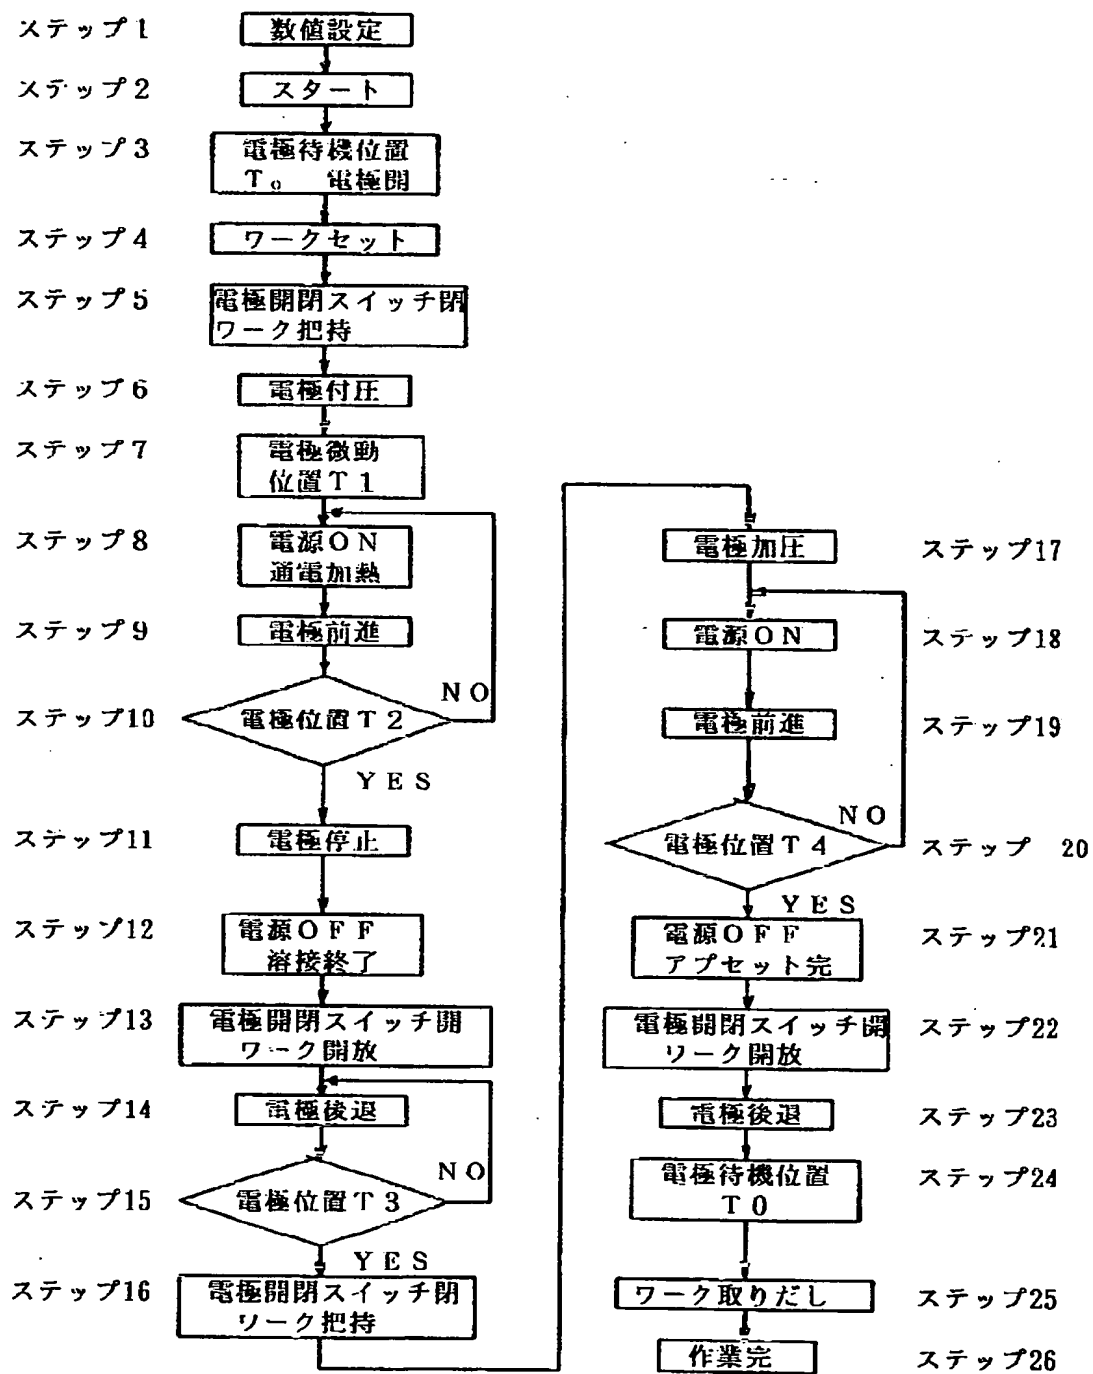 ステップ1
数値設定
ステップ2
スタート
ステップ3
電極待機位置
T₀ 電極開
ステップ4
ワークセット
ステップ5
電極開閉スイッチ閉
ワーク把持
ステップ6
電極付圧
ステップ7
電極微動
位置T1
ステップ8
電源ON
通電加熱
ステップ9
電極前進
ステップ10
電極位置T2
NO
YES
ステップ11
電極停止
ステップ12
電源OFF
溶接終了
ステップ13
電極開閉スイッチ開
ワーク開放
ステップ14
電極後退
ステップ15
電極位置T3
NO
YES
ステップ16
電極開閉スイッチ閉
ワーク把持
電極加圧
ステップ17
電源ON
ステップ18
電極前進
ステップ19
電極位置T4
NO
ステップ 20
YES
電源OFF
アプセット完
ステップ21
電極開閉スイッチ開
ワーク開放
ステップ22
電極後退
ステップ23
電極待機位置
T0
ステップ24
ワーク取りだし
ステップ25
作業完
ステップ26